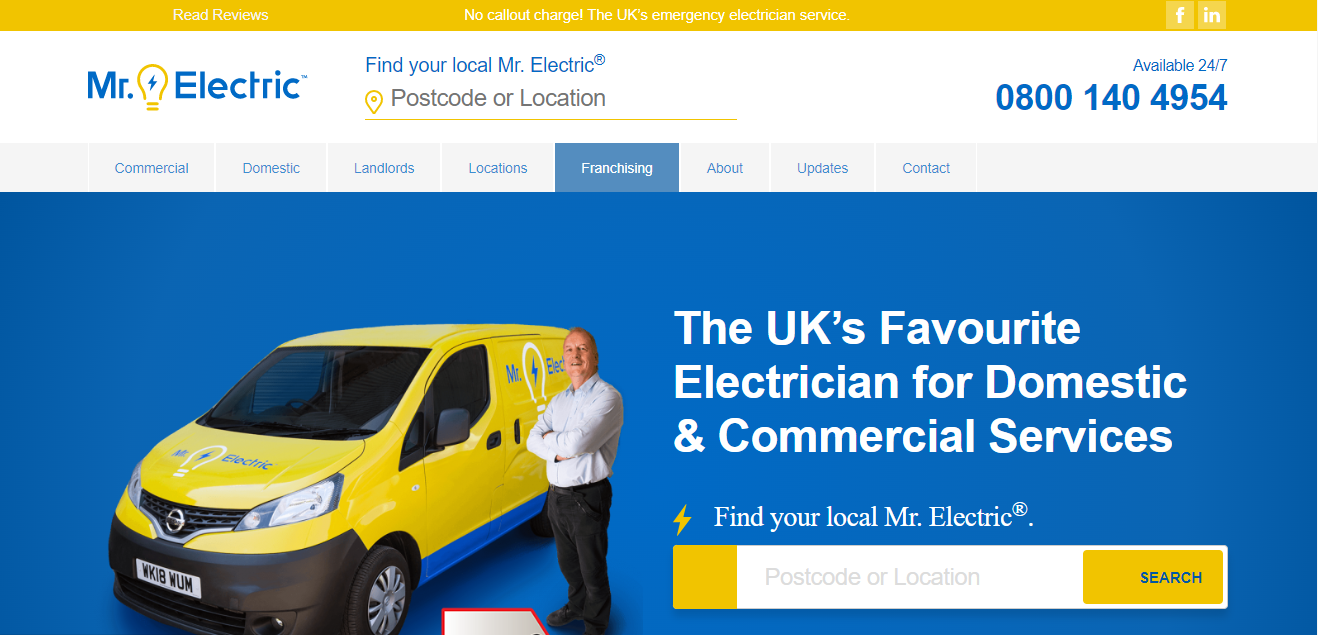 Read Reviews
No callout charge! The UK's emergency electrician service.
f
in
Mr. Electric™
Find your local Mr. Electric®
Postcode or Location
Available 24/7
0800 140 4954
Commercial
Domestic
Landlords
Locations
Franchising
About
Updates
Contact
The UK’s Favourite
Electrician for Domestic
& Commercial Services
Find your local Mr. Electric®.
Postcode or Location
SEARCH
Mr. Elect
Mr. Electric
WK18 WUM